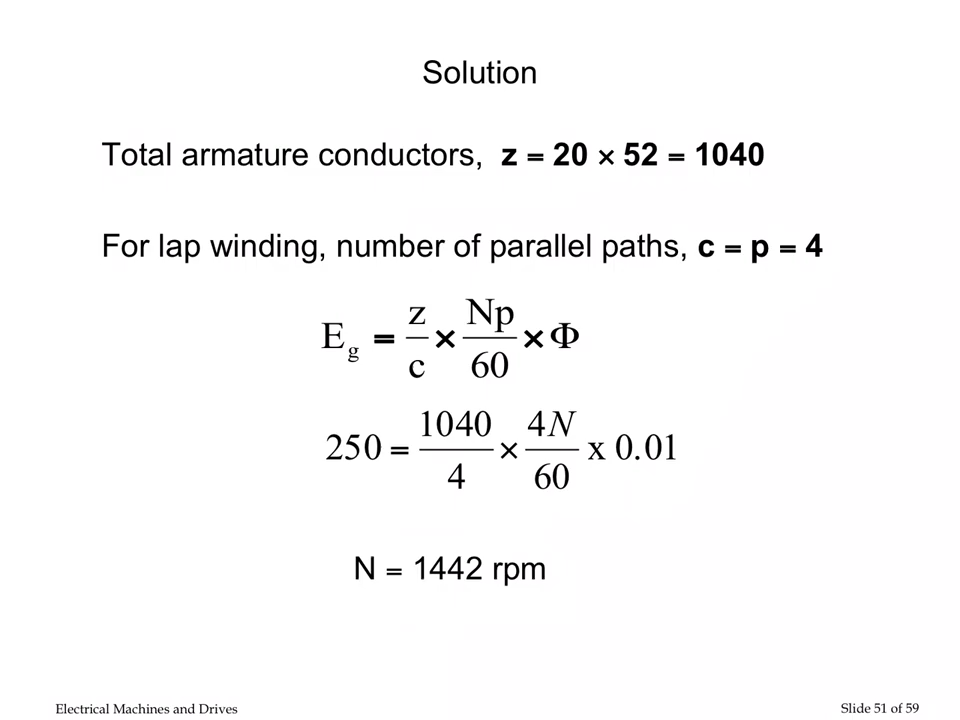 Solution
Total armature conductors, z = 20 × 52 = 1040
For lap winding, number of parallel paths, c = p = 4
E_g = z/c × Np/60 × Φ
250 = 1040/4 × 4N/60 x 0.01
N = 1442 rpm
Electrical Machines and Drives
Slide 51 of 59